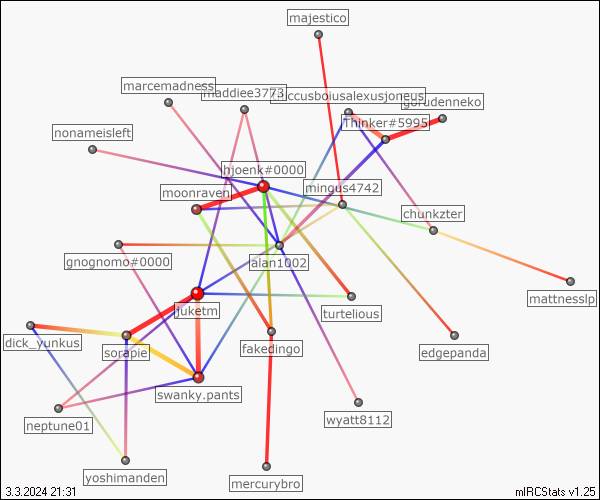 majestico
marcemadness
maddiee3773
ccusboiusalexusjoneus
gorudenneko
Thinker#5995
nonameisleft
hjoenk#0000
moonraven
mingus4742
chunkzter
gnognomo#0000
alan1002
mattnesslp
juketm
turtelious
dick_yunkus
sorapie
fakedingo
edgepanda
swanky.pants
neptune01
wyatt8112
yoshimanden
mercurybro
3.3.2024 21:31
mIRCStats v1.25